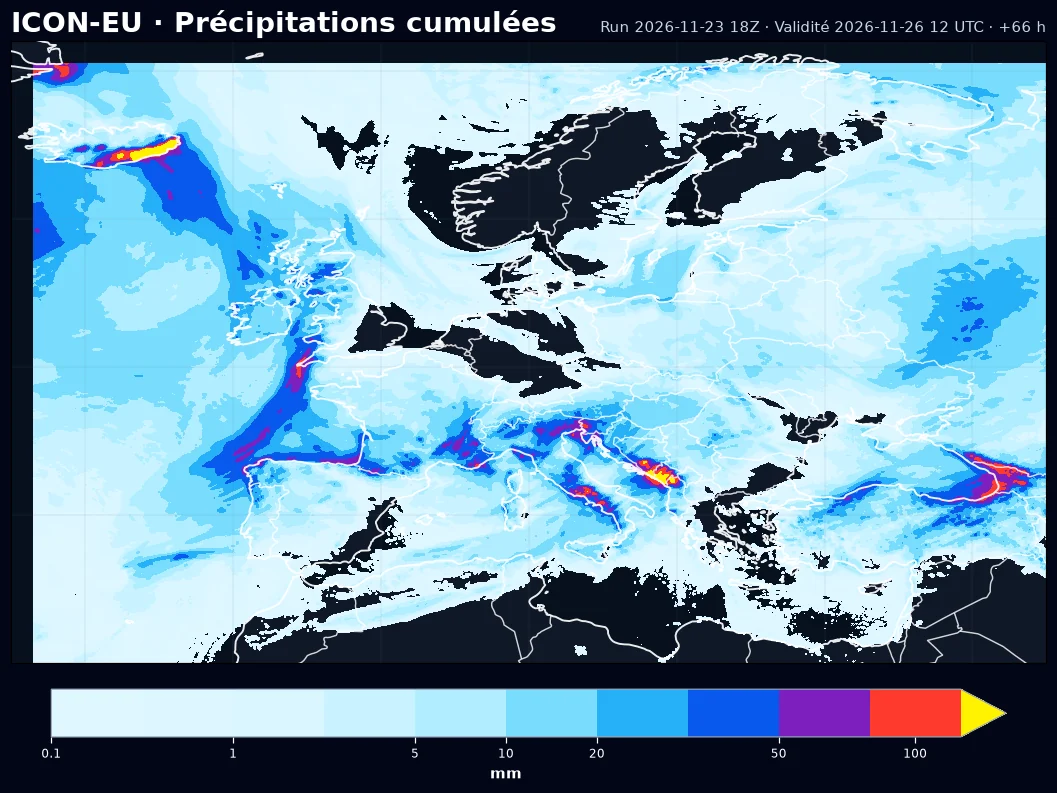 ICON-EU · Précipitations cumulées
Run 2026-11-23 18Z · Validité 2026-11-26 12 UTC · +66 h
0.1 1 5 10 20 50 100
mm